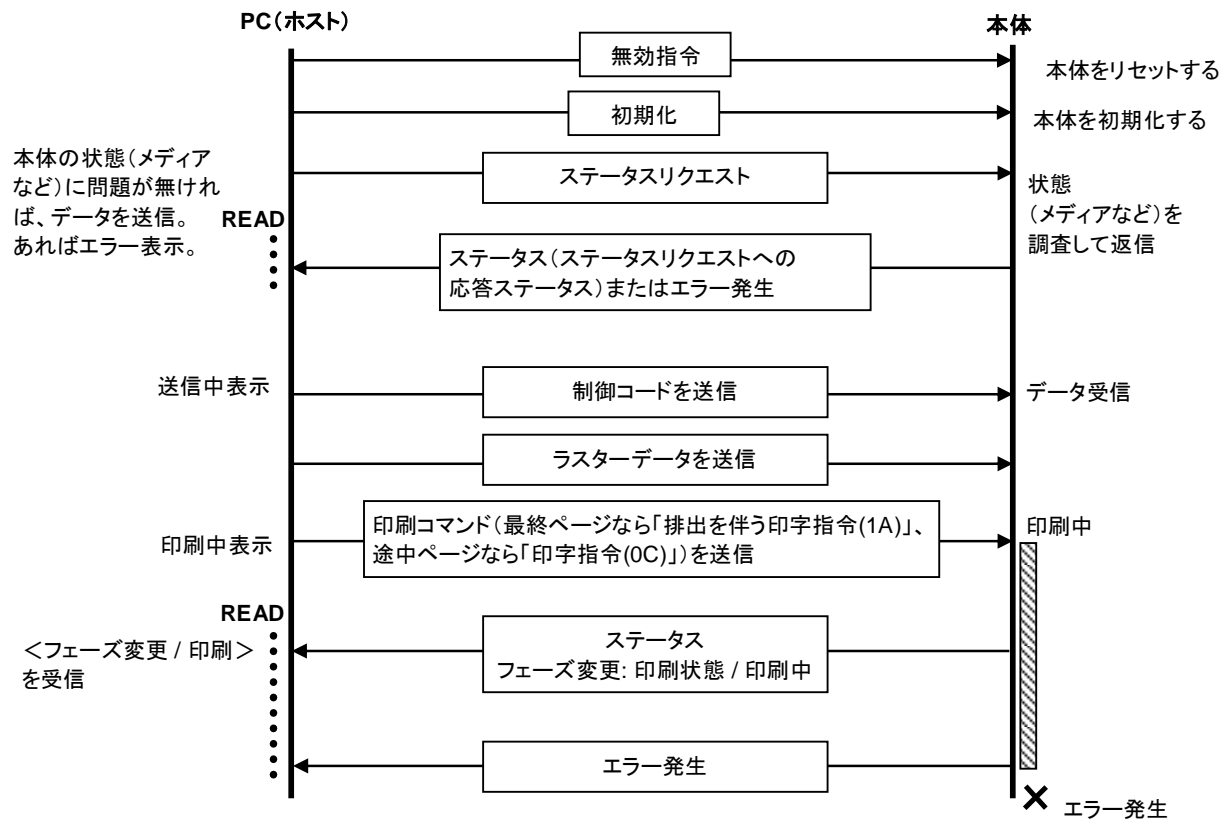 PC(ホスト)
本体
無効指令
本体をリセットする
初期化
本体を初期化する
本体の状態(メディア
など)に問題が無けれ
ば、データを送信。
あればエラー表示。
ステータスリクエスト
状態
(メディアなど)を
調査して返信
READ
ステータス(ステータスリクエストへの
応答ステータス)またはエラー発生
送信中表示
制御コードを送信
データ受信
ラスターデータを送信
印刷中表示
印刷コマンド(最終ページなら「排出を伴う印字指令(1A)」、
途中ページなら「印字指令(0C)」)を送信
印刷中
READ
<フェーズ変更 / 印刷>
を受信
ステータス
フェーズ変更: 印刷状態 / 印刷中
エラー発生
エラー発生